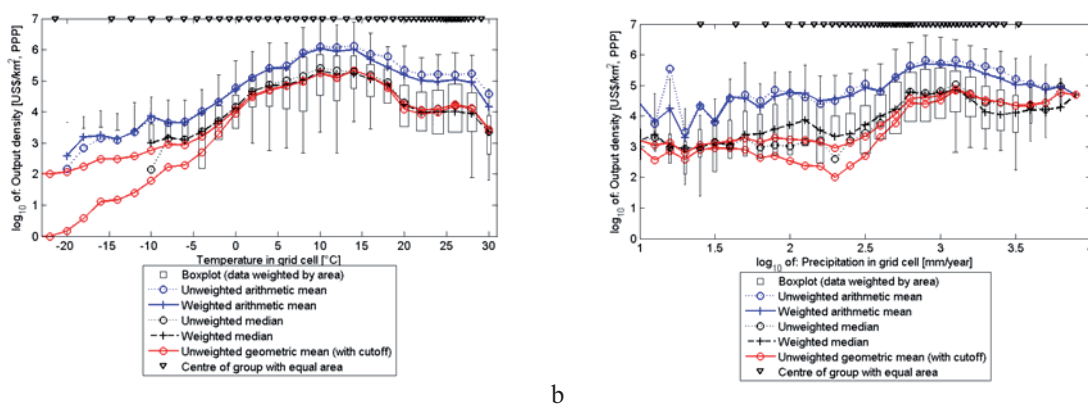 7
6
5
4
3
2
1
0
log10 of: Output density [US$/km², PPP]
-20 -15 -10 -5 0 5 10 15 20 25 30
Temperature in grid cell [°C]
Boxplot (data weighted by area)
Unweighted arithmetic mean
Weighted arithmetic mean
Unweighted median
Weighted median
Unweighted geometric mean (with cutoff)
Centre of group with equal area
b
7
6
5
4
3
2
1
0
log10 of: Output density [US$/km², PPP]
1 1.5 2 2.5 3 3.5 4
log10 of: Precipitation in grid cell [mm/year]
Boxplot (data weighted by area)
Unweighted arithmetic mean
Weighted arithmetic mean
Unweighted median
Weighted median
Unweighted geometric mean (with cutoff)
Centre of group with equal area